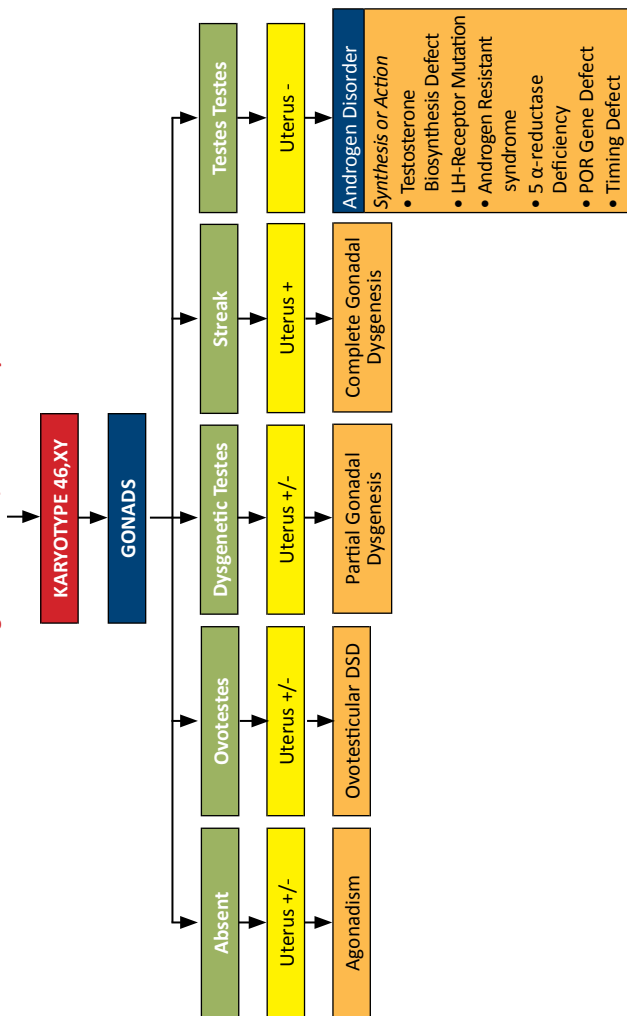 KARYOTYPE 46,XY
GONADS
Absent
Ovotestes
Dysgenetic Testes
Streak
Testes Testes
Uterus +/-
Uterus +/-
Uterus +/-
Uterus +
Uterus -
Agonadism
Ovotesticular DSD
Partial Gonadal
Dysgenesis
Complete Gonadal
Dysgenesis
Androgen Disorder
Synthesis or Action
• Testosterone
Biosynthesis Defect
• LH-Receptor Mutation
• Androgen Resistant
syndrome
• 5 α-reductase
Deficiency
• POR Gene Defect
• Timing Defect